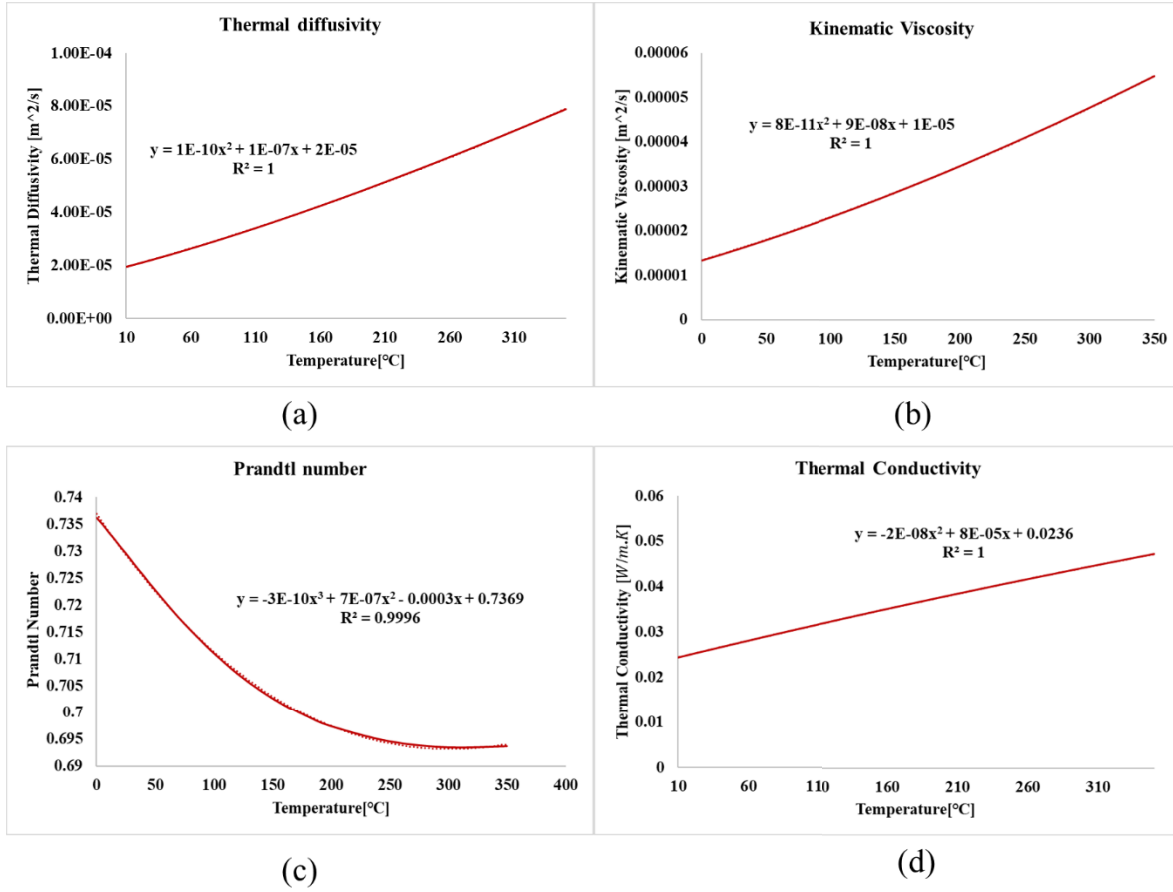 Thermal diffusivity
Thermal Diffusivity [m^2/s]
1.00E-04
8.00E-05
6.00E-05
4.00E-05
2.00E-05
0.00E+00
y = 1E-10x² + 1E-07x + 2E-05
R² = 1
10 60 110 160 210 260 310
Temperature[°C]
(a)
Kinematic Viscosity
Kinematic Viscosity [m^2/s]
0.00006
0.00005
0.00004
0.00003
0.00002
0.00001
0
y = 8E-11x² + 9E-08x + 1E-05
R² = 1
0 50 100 150 200 250 300 350
Temperature[°C]
(b)
Prandtl number
Prandtl Number
0.74
0.735
0.73
0.725
0.72
0.715
0.71
0.705
0.7
0.695
0.69
y = -3E-10x³ + 7E-07x² - 0.0003x + 0.7369
R² = 0.9996
0 50 100 150 200 250 300 350 400
Temperature[°C]
(c)
Thermal Conductivity
Thermal Conductivity [W/m.K]
0.06
0.05
0.04
0.03
0.02
0.01
0
y = -2E-08x² + 8E-05x + 0.0236
R² = 1
10 60 110 160 210 260 310
Temperature[°C]
(d)